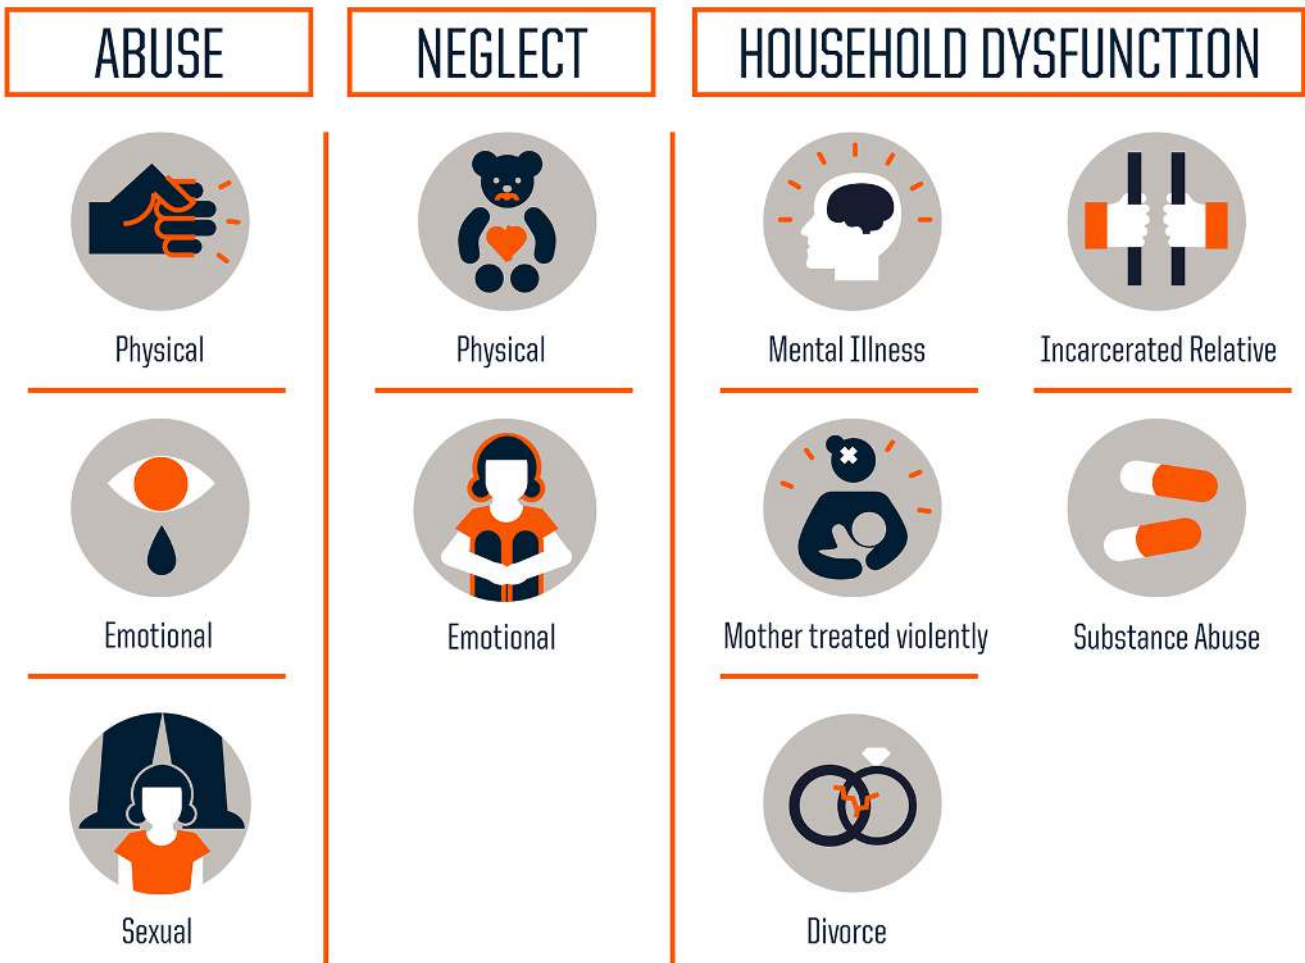 ABUSE
Physical
Emotional
Sexual
NEGLECT
Physical
Emotional
HOUSEHOLD DYSFUNCTION
Mental Illness
Incarcerated Relative
Mother treated violently
Substance Abuse
Divorce